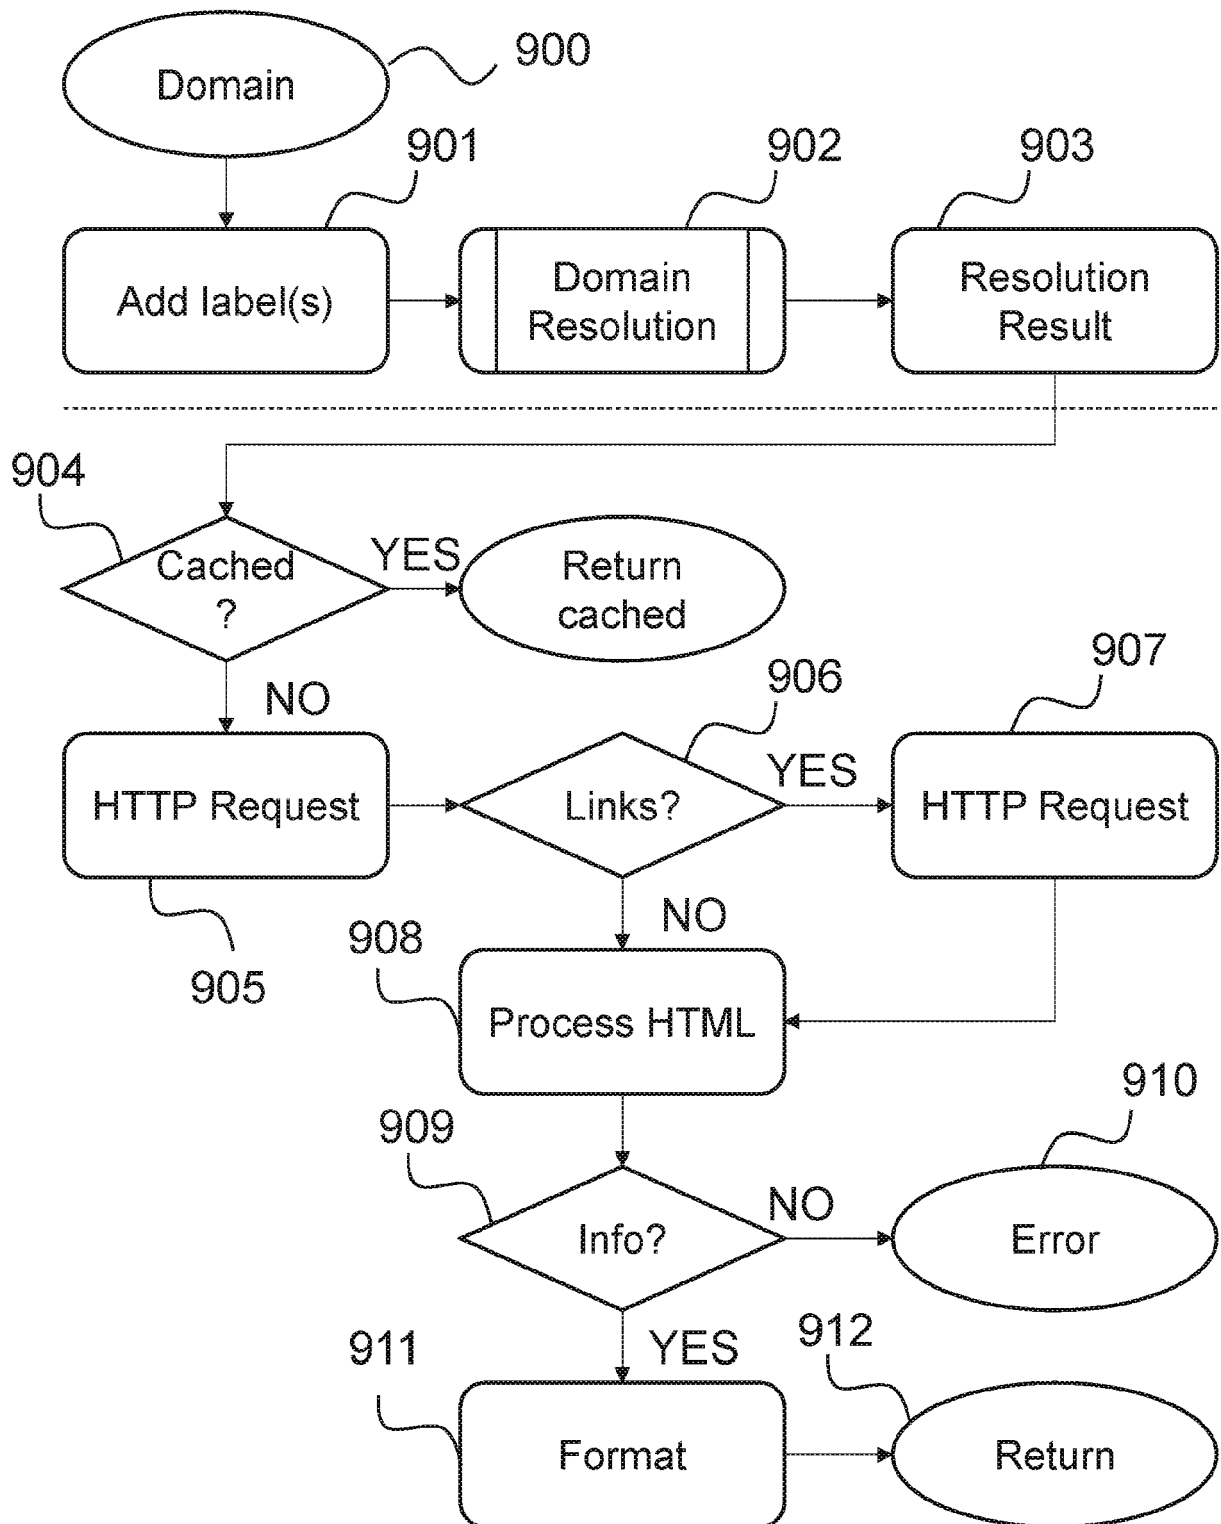 900
Domain
901
902
903
Add label(s)
Domain
Resolution
Resolution
Result
904
Cached
?
YES
Return
cached
NO
906
907
HTTP Request
Links?
YES
HTTP Request
905
NO
908
Process HTML
909
910
Info?
NO
Error
911
YES
912
Format
Return